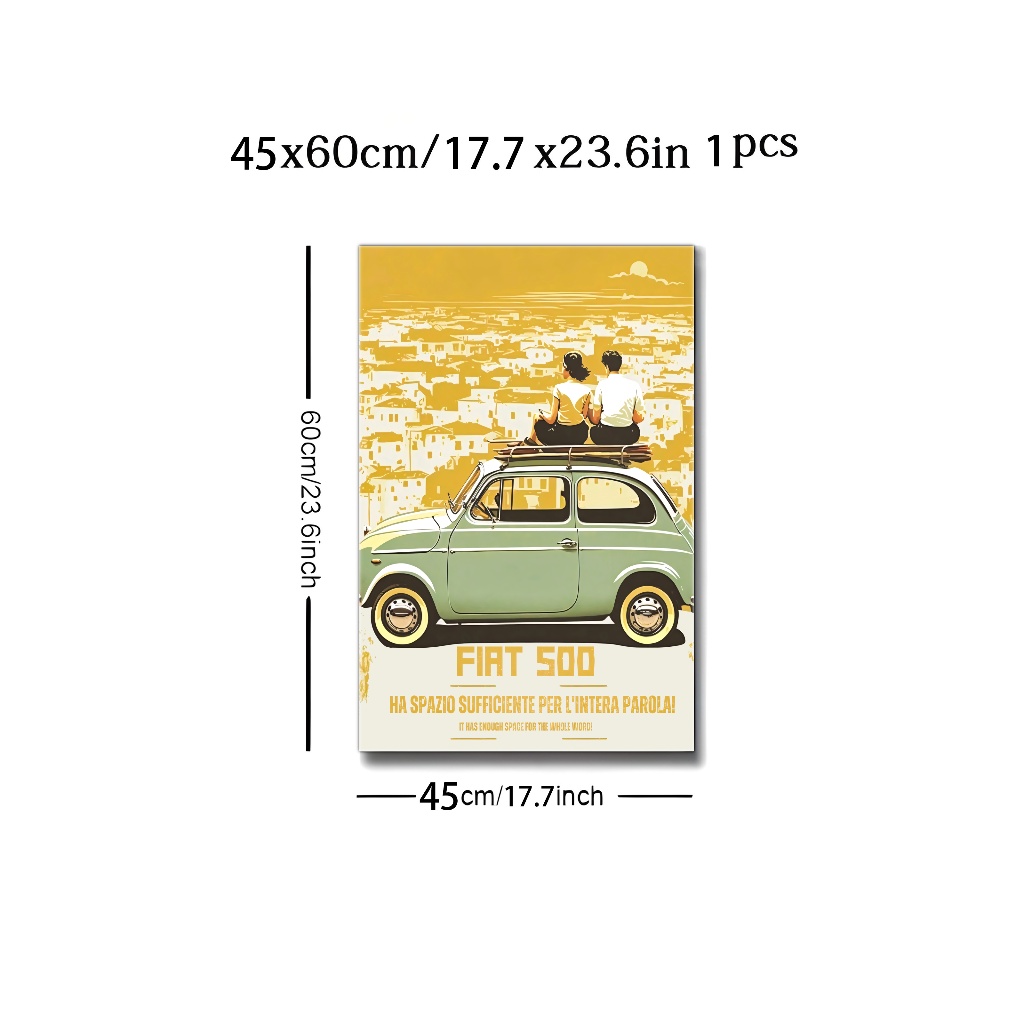 45x60cm/17.7 x23.6in 1pcs
60cm/23.6inch
FIAT 500
HA SPAZIO SUFFICIENTE PER L'INTERA PAROLA!
IT HAS ENOUGH SPACE FOR THE WHOLE WORD!
45cm/17.7inch